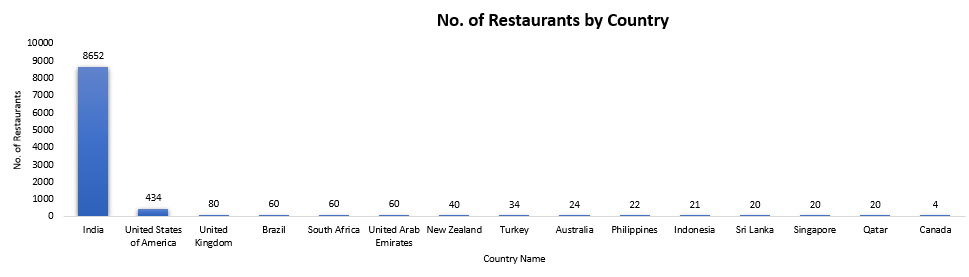 No. of Restaurants by Country
No. of Restaurants
10000
9000
8000
7000
6000
5000
4000
3000
2000
1000
0
8652
434
80
60
60
60
40
34
24
22
21
20
20
20
4
India
United States
of America
United
Kingdom
Brazil
South Africa
United Arab
Emirates
New Zealand
Turkey
Australia
Philippines
Indonesia
Sri Lanka
Singapore
Qatar
Canada
Country Name